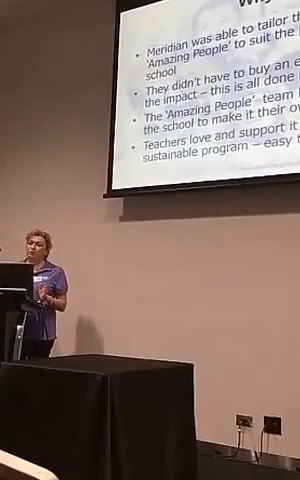 Why
• Meridian was able to tailor th
'Amazing People' to suit the
school
• They didn't have to buy an e
the impact – this is all done
• The 'Amazing People' team
the school to make it their ow
• Teachers love and support it
sustainable program – easy t